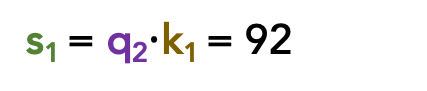 s₁ = q₂·k₁ = 92